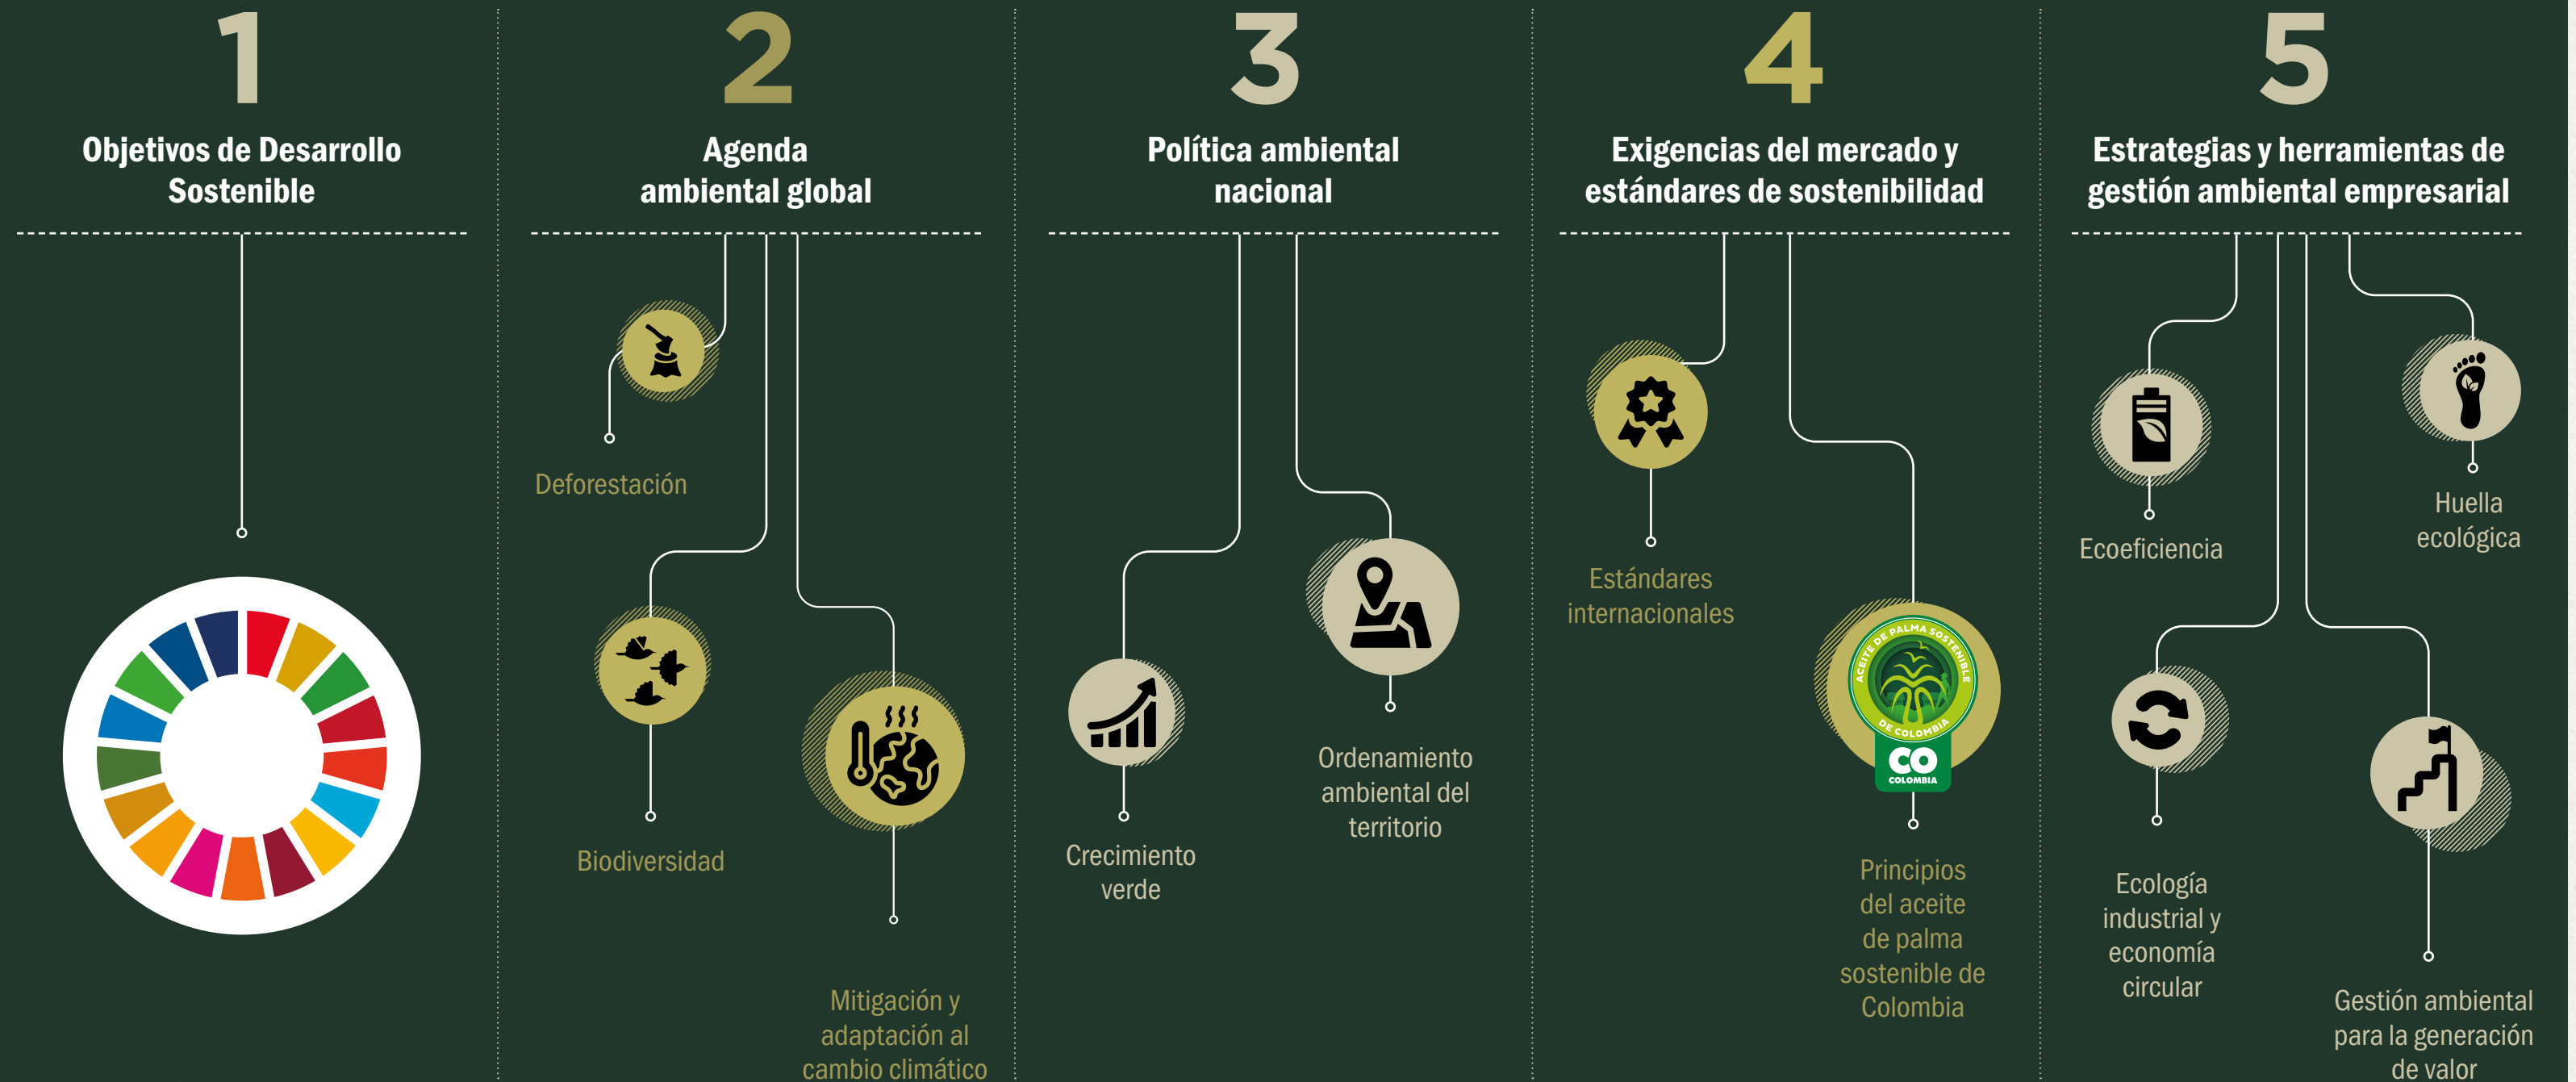 1
Objetivos de Desarrollo
Sostenible
2
Agenda
ambiental global
Deforestación
Biodiversidad
Mitigación y
adaptación al
cambio climático
3
Política ambiental
nacional
Crecimiento
verde
Ordenamiento
ambiental del
territorio
4
Exigencias del mercado y
estándares de sostenibilidad
Estándares
internacionales
ACEITE DE PALMA SOSTENIBLE
DE COLOMBIA
CO
COLOMBIA
Principios
del aceite
de palma
sostenible de
Colombia
5
Estrategias y herramientas de
gestión ambiental empresarial
Ecoeficiencia
Huella
ecológica
Ecología
industrial y
economía
circular
Gestión ambiental
para la generación
de valor